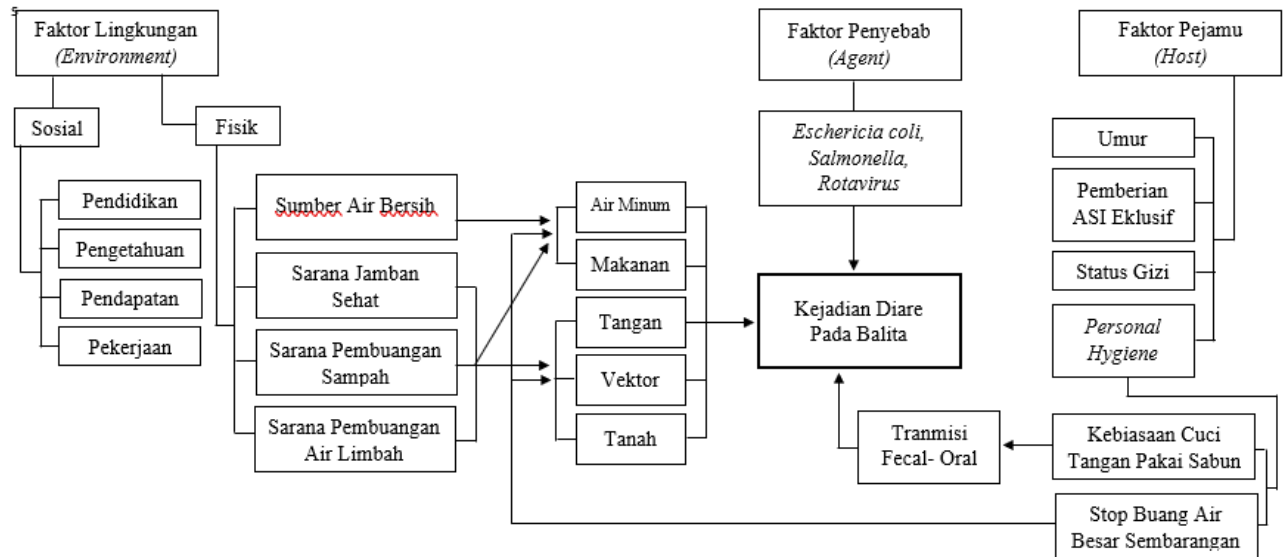 s
Faktor Lingkungan
(Environment)
Faktor Penyebab
(Agent)
Faktor Pejamu
(Host)
Sosial
Fisik
Eschericia coli,
Salmonella,
Rotavirus
Umur
Pendidikan
Pengetahuan
Pendapatan
Pekerjaan
Sumber Air Bersih
Sarana Jamban
Sehat
Sarana Pembuangan
Sampah
Sarana Pembuangan
Air Limbah
Air Minum
Makanan
Tangan
Vektor
Tanah
Kejadian Diare
Pada Balita
Pemberian
ASI Eklusif
Status Gizi
Personal
Hygiene
Tranmisi
Fecal- Oral
Kebiasaan Cuci
Tangan Pakai Sabun
Stop Buang Air
Besar Sembarangan